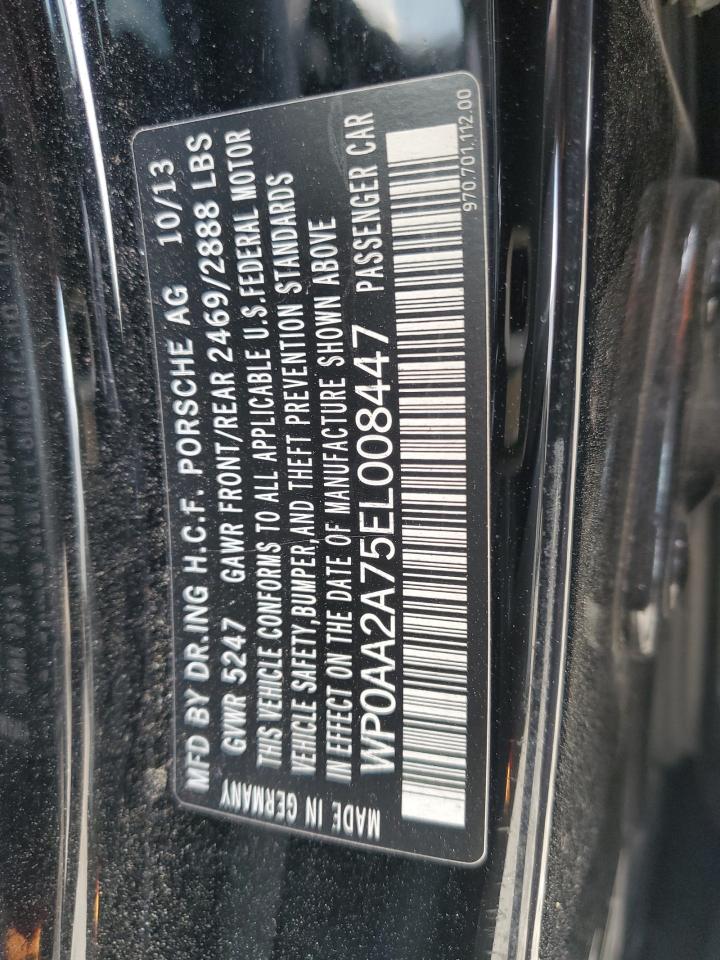 MFD BY DR.ING H.C.F. PORSCHE AG 10/13
GVWR 5247 GAWR FRONT/REAR 2469/2888 LBS
THIS VEHICLE CONFORMS TO ALL APPLICABLE U.S.FEDERAL MOTOR
VEHICLE SAFETY,BUMPER,AND THEFT PREVENTION STANDARDS
IN EFFECT ON THE DATE OF MANUFACTURE SHOWN ABOVE
WP0AA2A75EL008447 PASSENGER CAR
MADE IN GERMANY
970.701.112.00